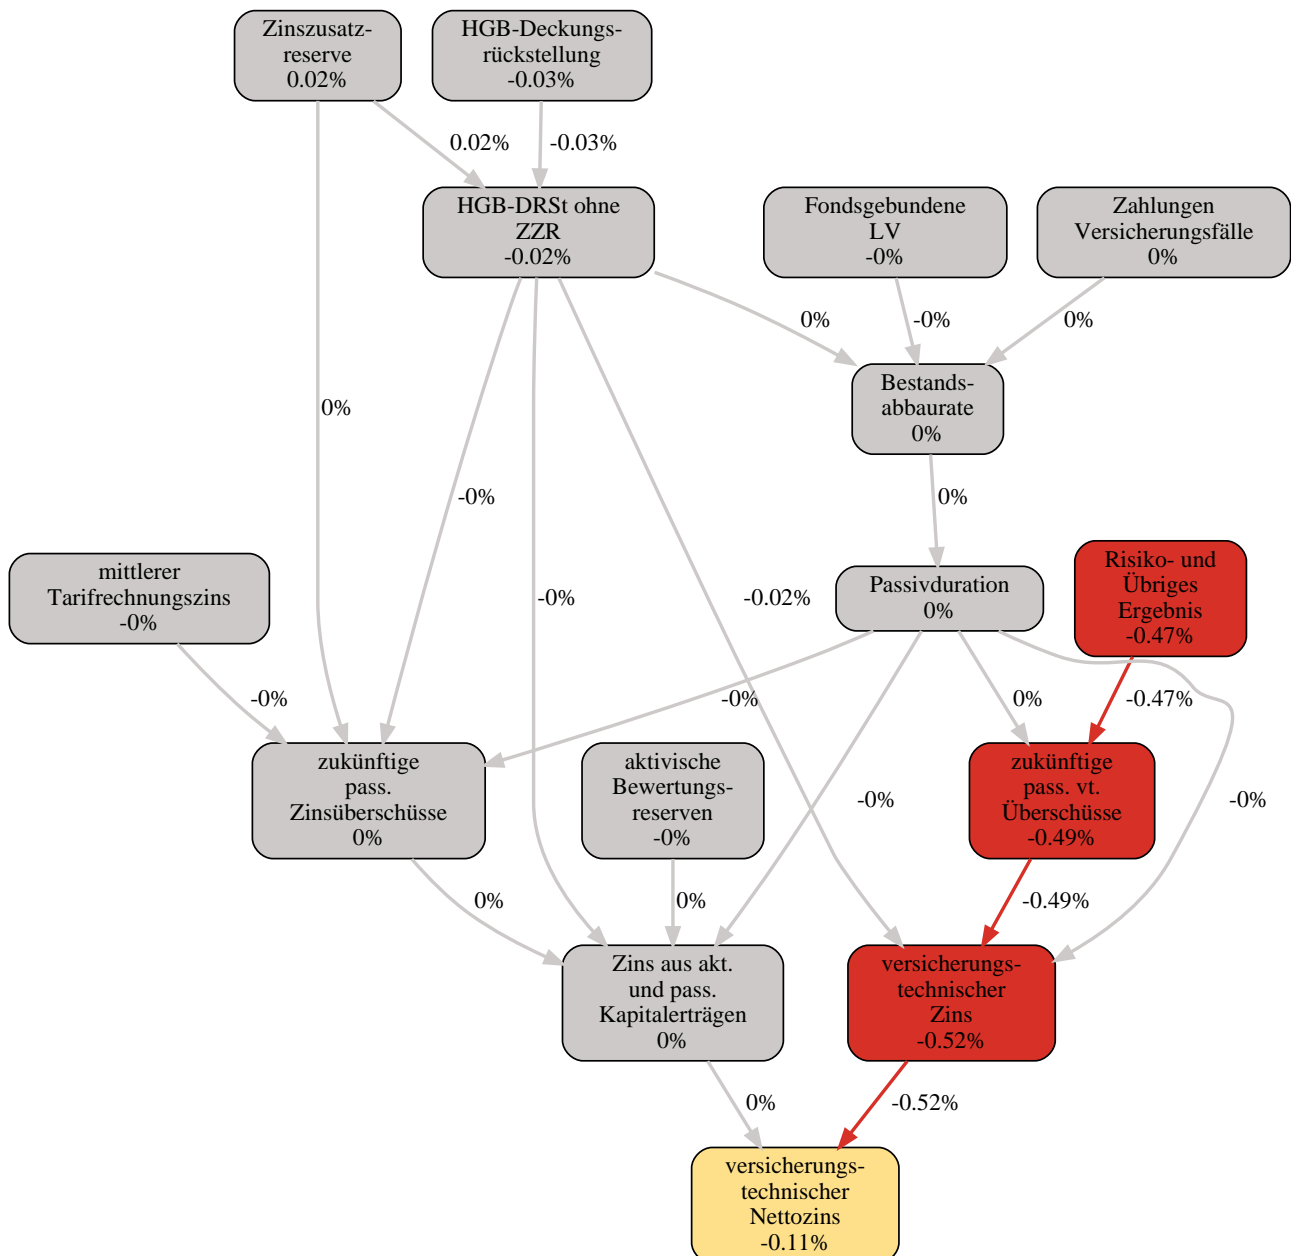 Zinszusatz-
reserve
0.02%
HGB-Deckungs-
rückstellung
-0.03%
0.02%
-0.03%
HGB-DRSt ohne
ZZR
-0.02%
Fondsgebundene
LV
-0%
Zahlungen
Versicherungsfälle
0%
0%
-0%
0%
Bestands-
abbaurate
0%
0%
-0%
0%
mittlerer
Tarifrechnungszins
-0%
-0%
-0.02%
Passivduration
0%
Risiko- und
Übriges
Ergebnis
-0.47%
-0%
-0%
0%
-0.47%
zukünftige
pass.
Zinsüberschüsse
0%
aktivische
Bewertungs-
reserven
-0%
-0%
zukünftige
pass. vt.
Überschüsse
-0.49%
-0%
0%
0%
-0.49%
Zins aus akt.
und pass.
Kapitalerträgen
0%
versicherungs-
technischer
Zins
-0.52%
0%
-0.52%
versicherungs-
technischer
Nettozins
-0.11%